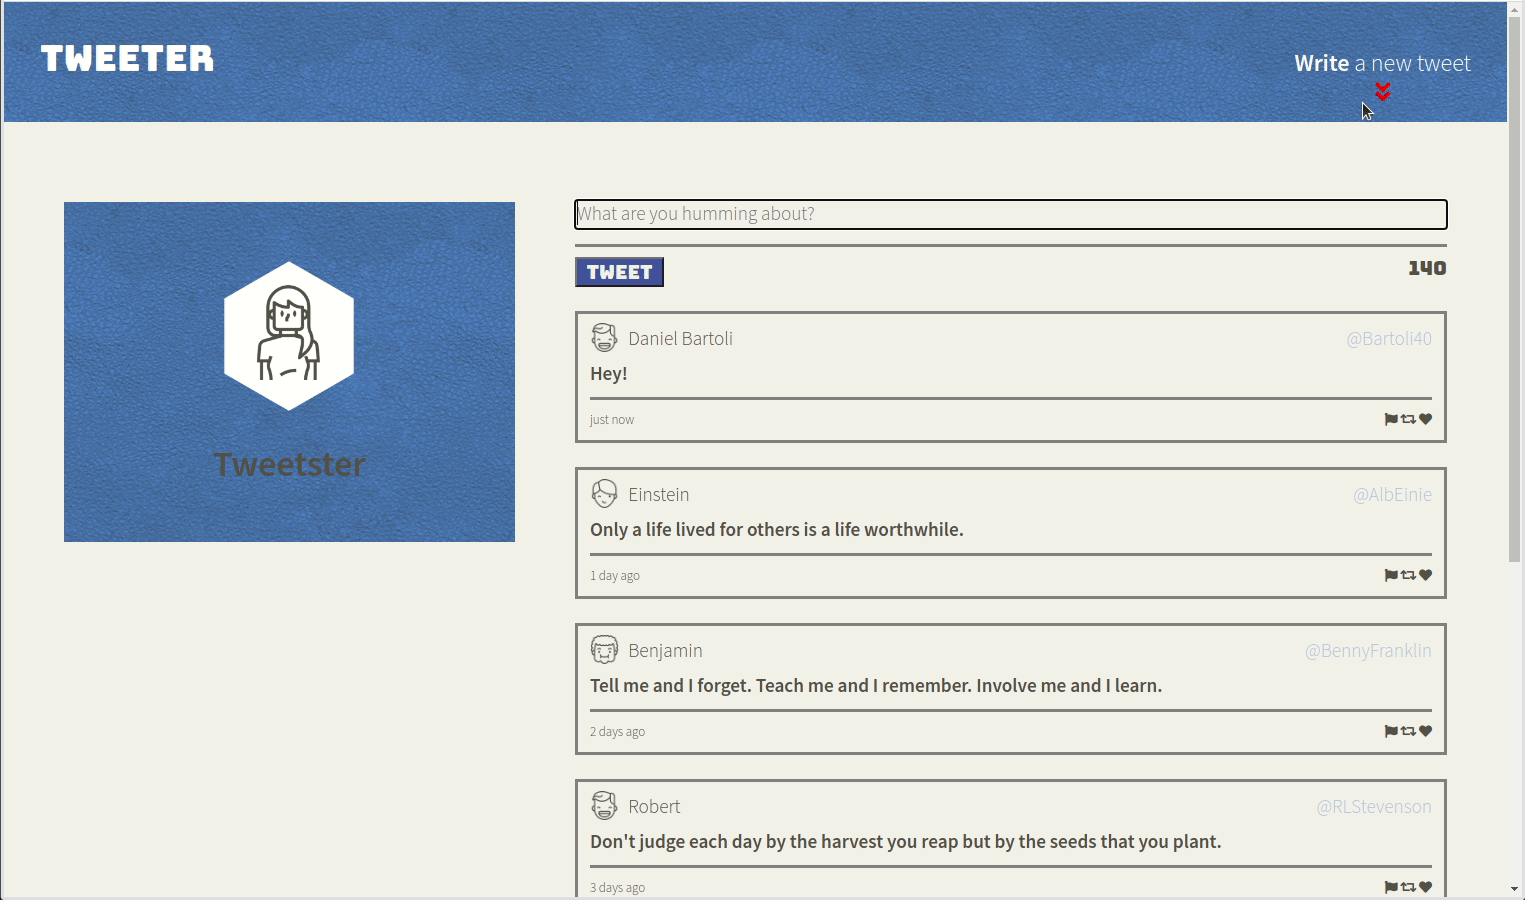 TWEETER
Write a new tweet
Tweetster
What are you humming about?
TWEET
140
Daniel Bartoli
@Bartoli40
Hey!
just now
Einstein
@AlbEinie
Only a life lived for others is a life worthwhile.
1 day ago
Benjamin
@BennyFranklin
Tell me and I forget. Teach me and I remember. Involve me and I learn.
2 days ago
Robert
@RLStevenson
Don't judge each day by the harvest you reap but by the seeds that you plant.
3 days ago